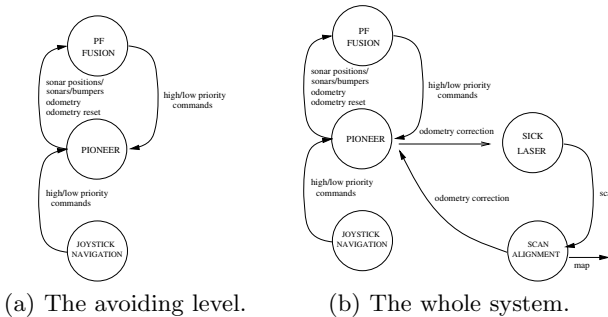 PF
FUSION
sonar positions/
sonars/bumpers
odometry
odometry reset
high/low priority
commands
PIONEER
high/low priority
commands
JOYSTICK
NAVIGATION
(a) The avoiding level.
PF
FUSION
sonar positions/
sonars/bumpers
odometry
odometry reset
high/low priority
commands
PIONEER
odometry correction
SICK
LASER
high/low priority
commands
odometry correction
JOYSTICK
NAVIGATION
SCAN
ALIGNMENT
map
(b) The whole system.